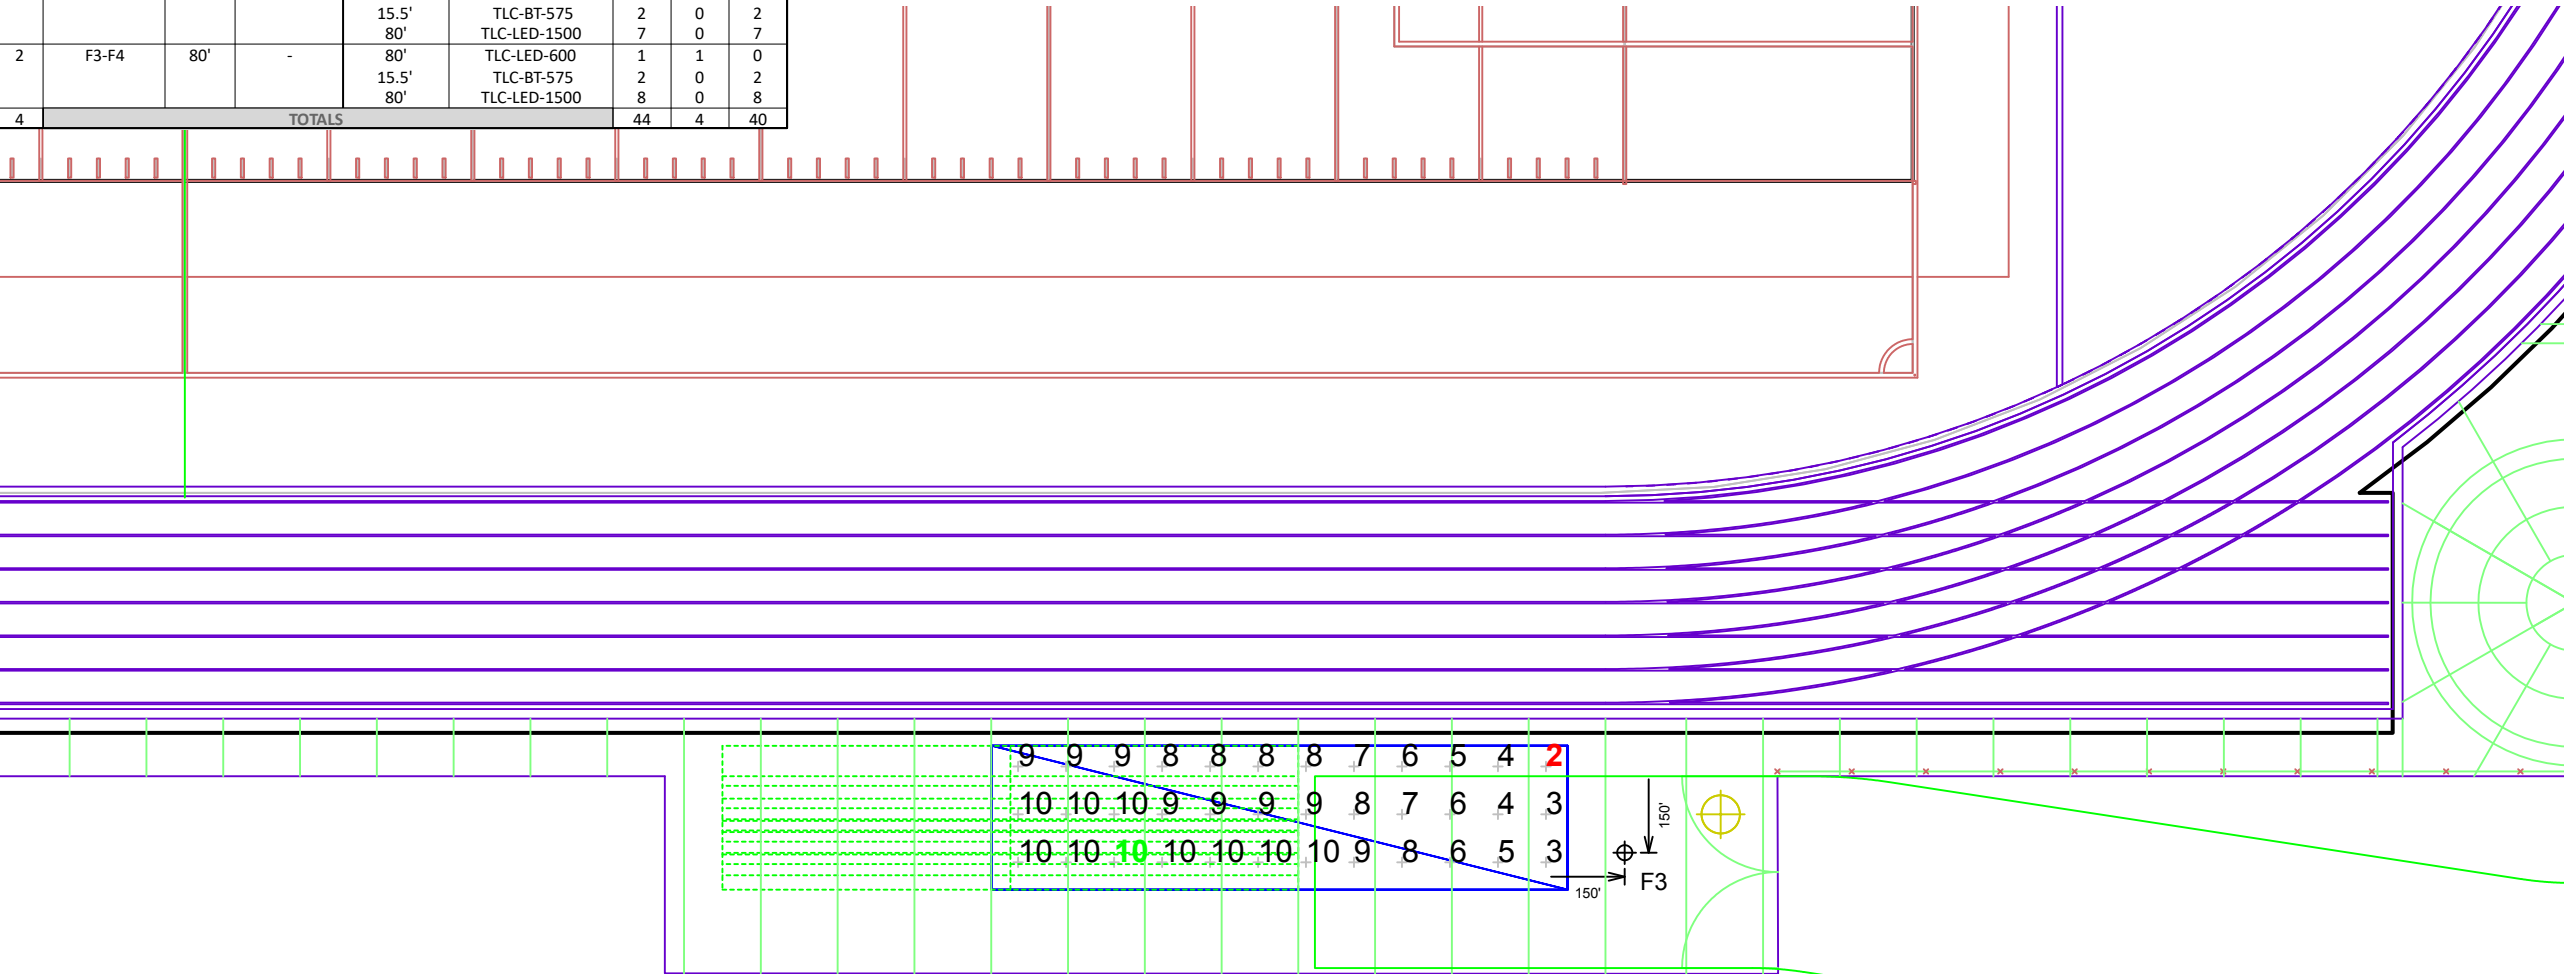 15.5' TLC-BT-575 2 0 2
80' TLC-LED-1500 7 0 7
2 F3-F4 80' - 80' TLC-LED-600 1 1 0
15.5' TLC-BT-575 2 0 2
80' TLC-LED-1500 8 0 8
4 TOTALS 44 4 40
9 9 9 8 8 8 8 7 6 5 4 2
10 10 10 9 9 9 9 8 7 6 4 3
150'
10 10 10 10 10 10 10 9 8 6 5 3
F3
150'